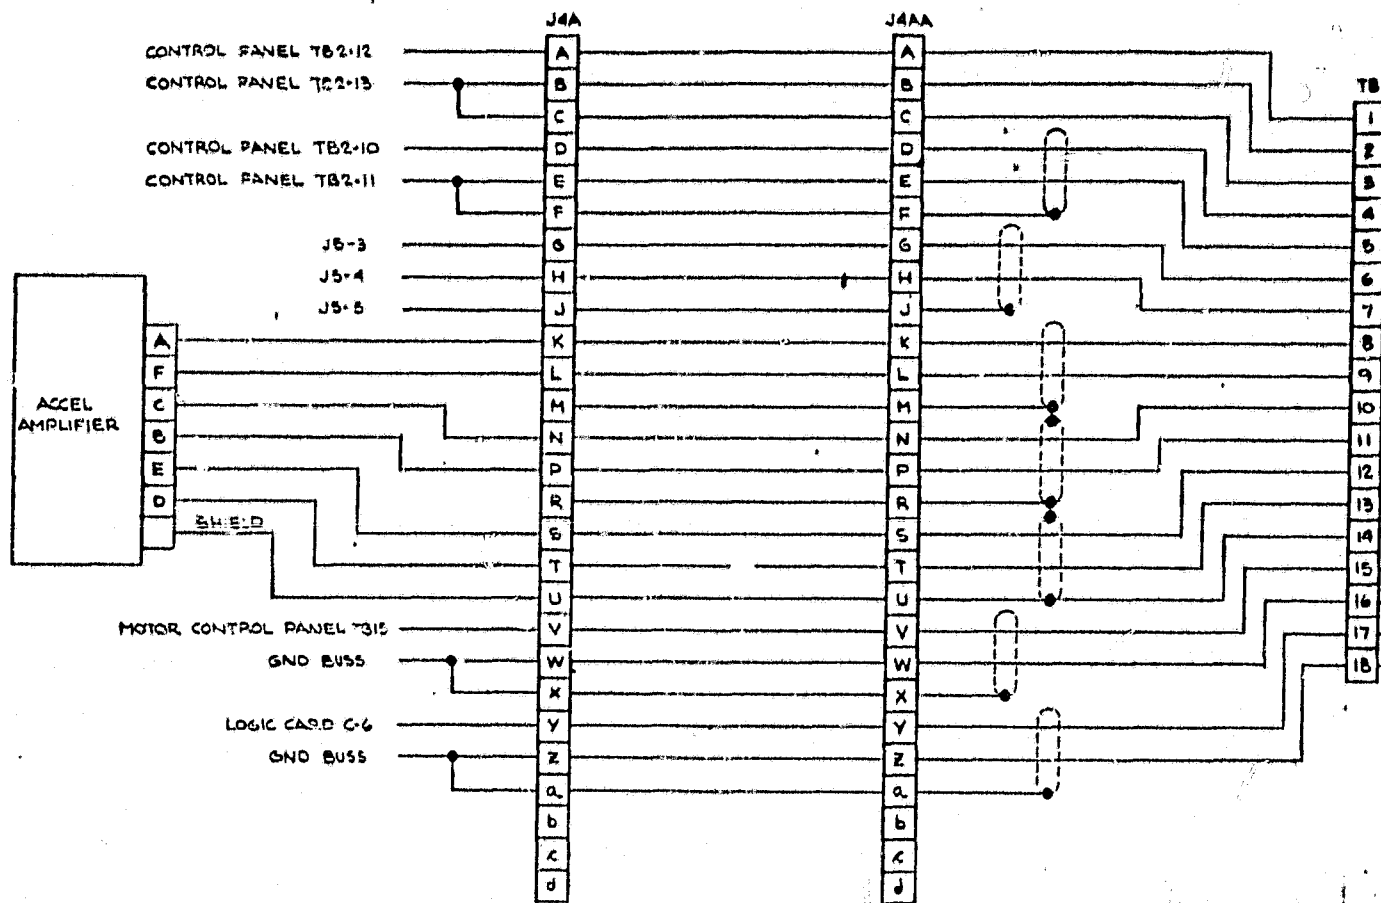 J4A
J4AA
TB
CONTROL PANEL TB2-12
CONTROL PANEL TB2-13
CONTROL PANEL TB2-10
CONTROL PANEL TB2-11
J5-3
J5-4
J5-5
ACCEL
AMPLIFIER
A
F
C
B
E
D
SHIELD
MOTOR CONTROL PANEL TB15
GND BUSS
LOGIC CARD C-6
GND BUSS
A
B
C
D
E
F
G
H
J
K
L
M
N
P
R
S
T
U
V
W
X
Y
Z
a
b
c
d
A
B
C
D
E
F
G
H
J
K
L
M
N
P
R
S
T
U
V
W
X
Y
Z
a
b
c
d
1
2
3
4
5
6
7
8
9
10
11
12
13
14
15
16
17
18